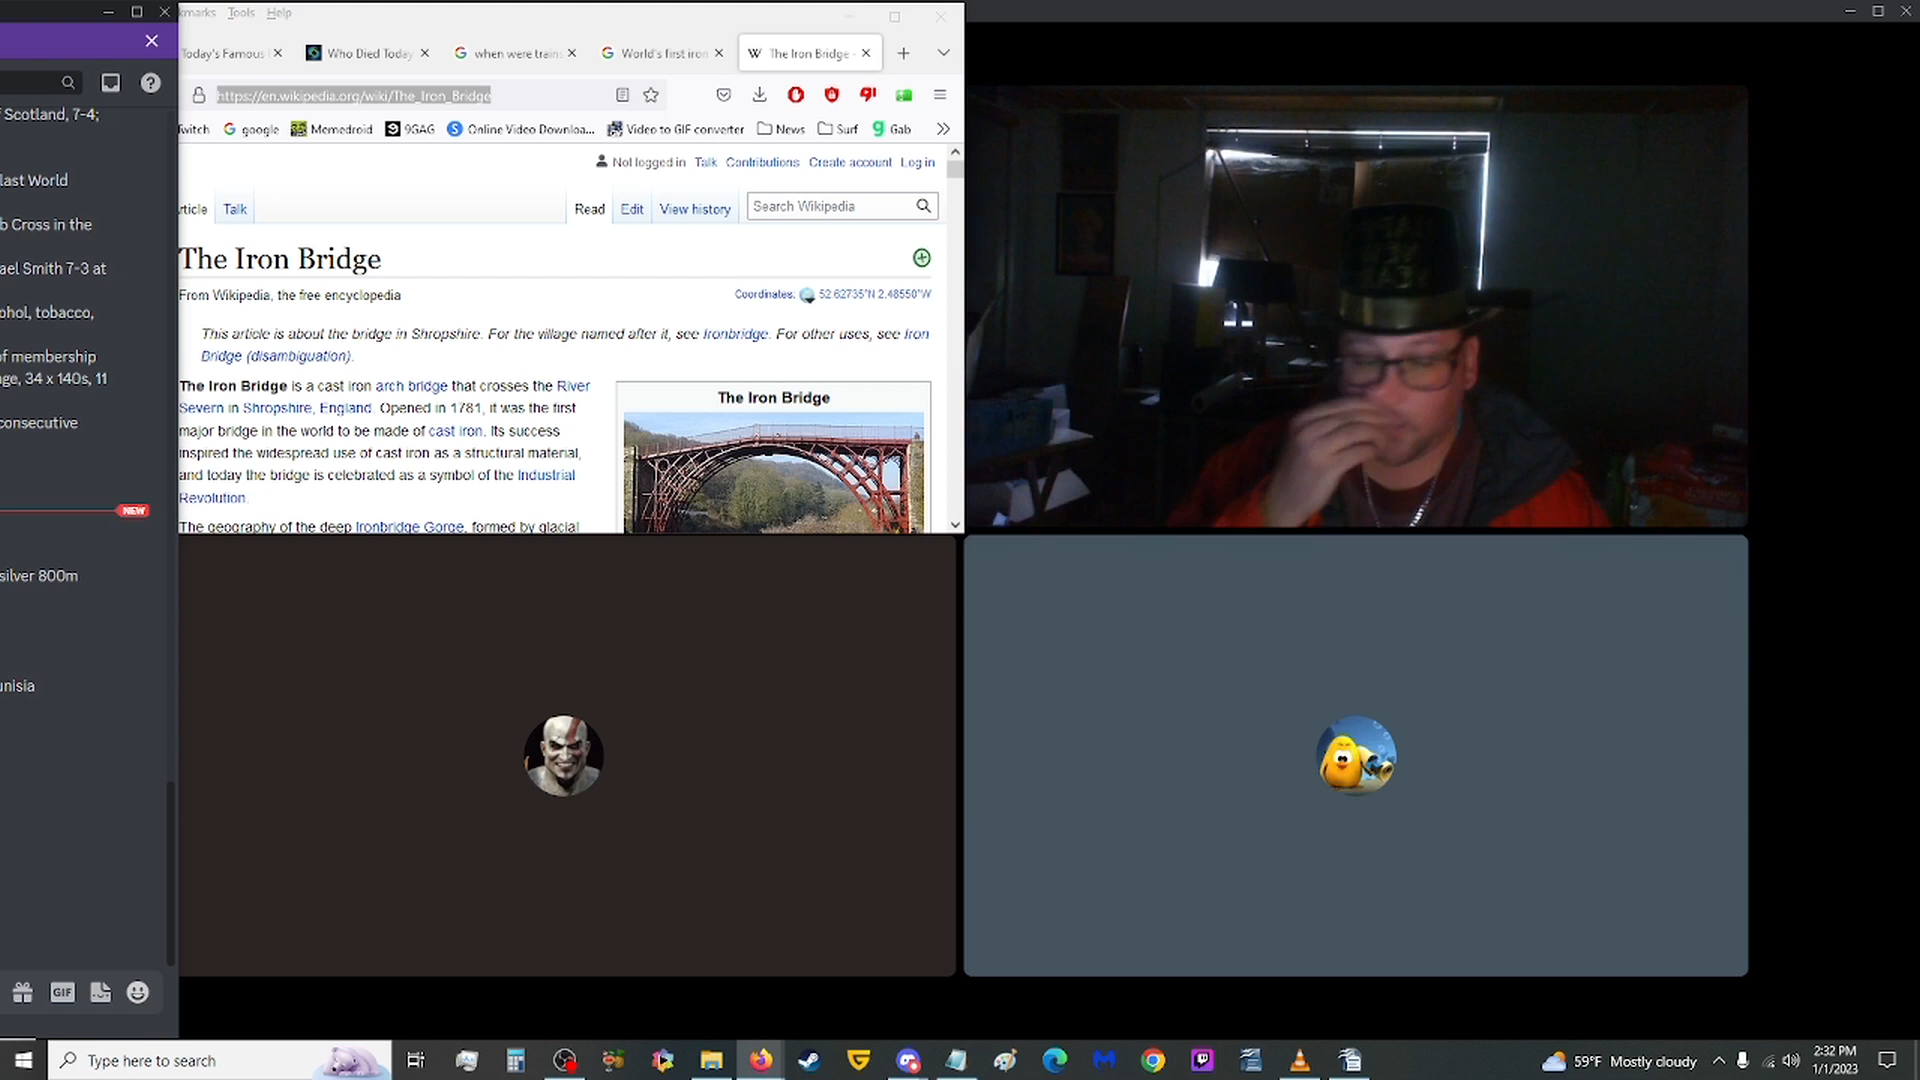 kmarks Tools Help
Today's Famous
Who Died Today
when were train
World's first iron
W The Iron Bridge -
https://en.wikipedia.org/wiki/The_Iron_Bridge
Twitch
google
Memedroid
9GAG
Online Video Downloa...
Video to GIF converter
News
Surf
Gab
Not logged in Talk Contributions Create account Log in
rticle Talk Read Edit View history Search Wikipedia
The Iron Bridge
From Wikipedia, the free encyclopedia
Coordinates: 52.62735°N 2.48550°W
This article is about the bridge in Shropshire. For the village named after it, see Ironbridge. For other uses, see Iron
Bridge (disambiguation).
The Iron Bridge is a cast iron arch bridge that crosses the River
Severn in Shropshire, England. Opened in 1781, it was the first
major bridge in the world to be made of cast iron. Its success
inspired the widespread use of cast iron as a structural material,
and today the bridge is celebrated as a symbol of the Industrial
Revolution.
The geography of the deep Ironbridge Gorge, formed by glacial
The Iron Bridge
f Scotland, 7-4;
last World
b Cross in the
ael Smith 7-3 at
ohol, tobacco,
of membership
nge, 34 x 140s, 11
consecutive
NEW
silver 800m
unisia
GIF
HAPPY
NEW
YEAR
Type here to search
59°F Mostly cloudy
2:32 PM
1/1/2023